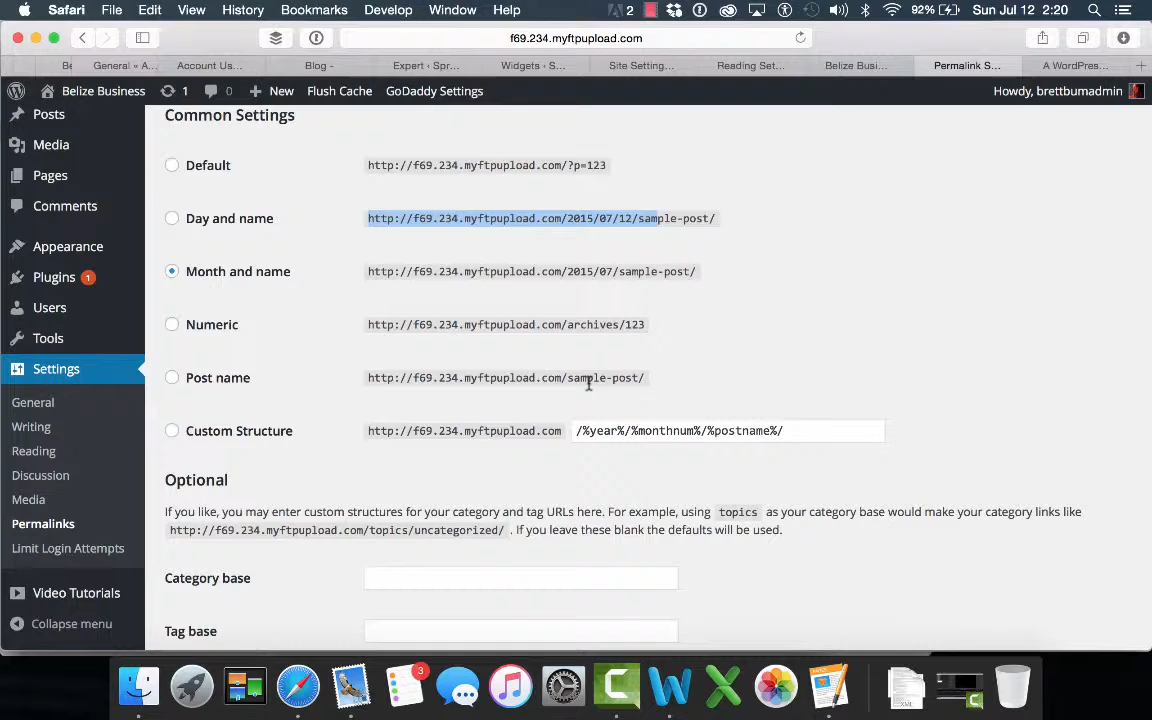 Safari File Edit View History Bookmarks Develop Window Help 2 92% Sun Jul 12 2:20
f69.234.myftpupload.com
Be General « A... Account Us... Blog - Expert ‹ Spr... Widgets ‹ S... Site Setting... Reading Set... Belize Busi... Permalink S... A WordPres...
Belize Business 1 0 New Flush Cache GoDaddy Settings Howdy, brettbumadmin
Posts
Media
Pages
Comments
Appearance
Plugins 1
Users
Tools
Settings
General
Writing
Reading
Discussion
Media
Permalinks
Limit Login Attempts
Video Tutorials
Collapse menu
Common Settings
Default http://f69.234.myftpupload.com/?p=123
Day and name http://f69.234.myftpupload.com/2015/07/12/sample-post/
Month and name http://f69.234.myftpupload.com/2015/07/sample-post/
Numeric http://f69.234.myftpupload.com/archives/123
Post name http://f69.234.myftpupload.com/sample-post/
Custom Structure http://f69.234.myftpupload.com /%year%/%monthnum%/%postname%/
Optional
If you like, you may enter custom structures for your category and tag URLs here. For example, using topics as your category base would make your category links like
http://f69.234.myftpupload.com/topics/uncategorized/ . If you leave these blank the defaults will be used.
Category base
Tag base
3